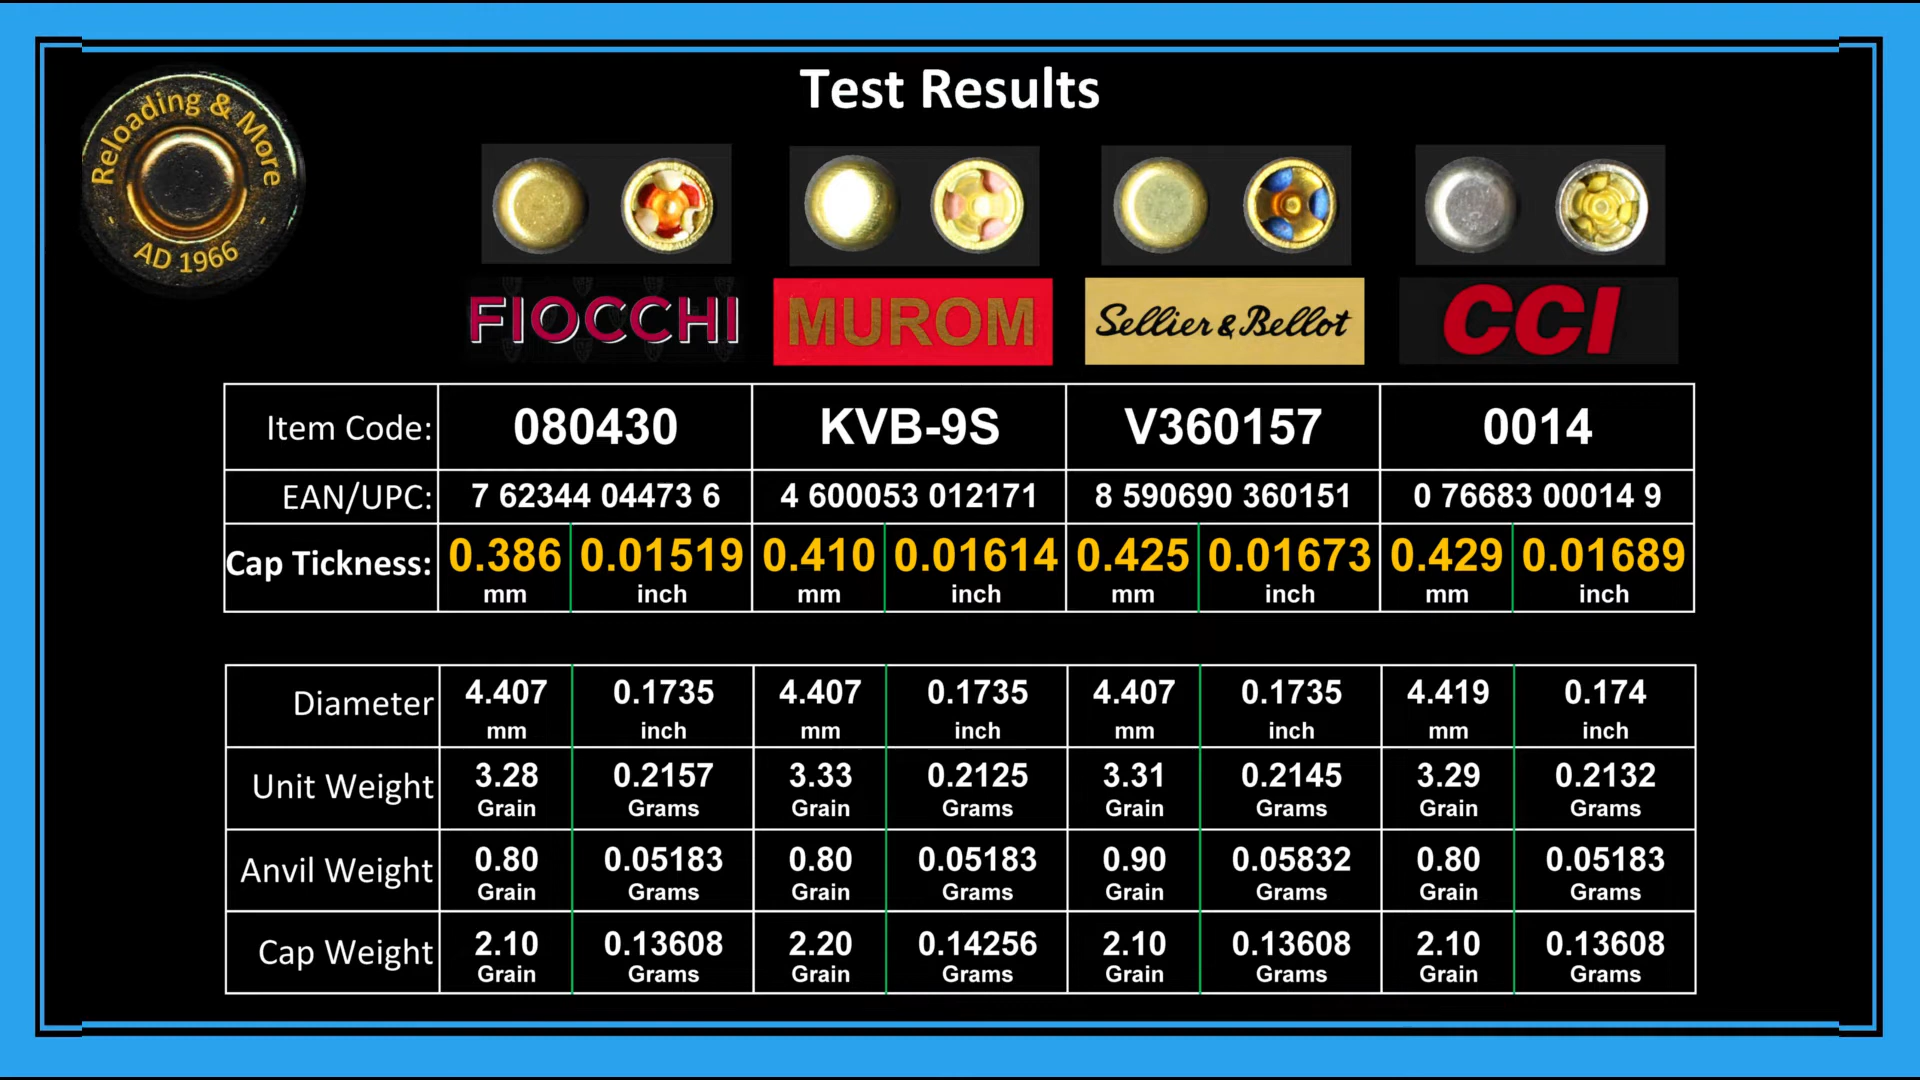 Test Results
Reloading & More
- AD 1966 -
FIOCCHI MUROM Sellier & Bellot CCI
Item Code: 080430 KVB-9S V360157 0014
EAN/UPC: 7 62344 04473 6 4 600053 012171 8 590690 360151 0 76683 00014 9
Cap Tickness: 0.386 0.01519 0.410 0.01614 0.425 0.01673 0.429 0.01689
mm inch mm inch mm inch mm inch
Diameter 4.407 0.1735 4.407 0.1735 4.407 0.1735 4.419 0.174
mm inch mm inch mm inch mm inch
Unit Weight 3.28 0.2157 3.33 0.2125 3.31 0.2145 3.29 0.2132
Grain Grams Grain Grams Grain Grams Grain Grams
Anvil Weight 0.80 0.05183 0.80 0.05183 0.90 0.05832 0.80 0.05183
Grain Grams Grain Grams Grain Grams Grain Grams
Cap Weight 2.10 0.13608 2.20 0.14256 2.10 0.13608 2.10 0.13608
Grain Grams Grain Grams Grain Grams Grain Grams